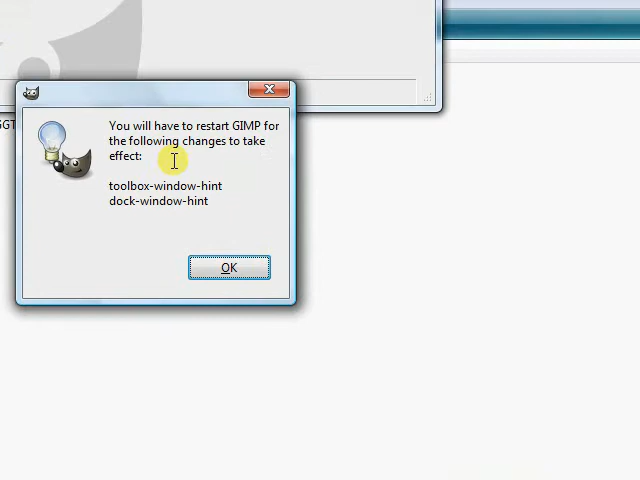 GGT
You will have to restart GIMP for
the following changes to take
effect:
toolbox-window-hint
dock-window-hint
OK